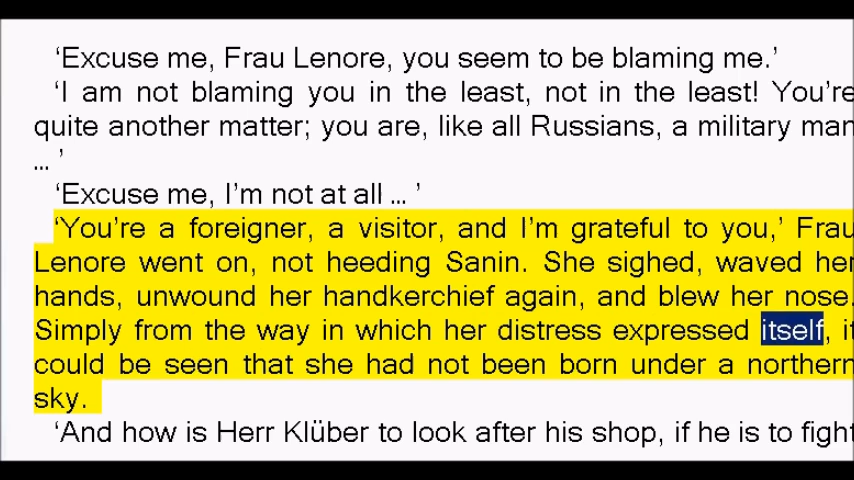 ‘Excuse me, Frau Lenore, you seem to be blaming me.’
‘I am not blaming you in the least, not in the least! You’re
quite another matter; you are, like all Russians, a military man
… ’
‘Excuse me, I’m not at all … ’
‘You’re a foreigner, a visitor, and I’m grateful to you,’ Frau
Lenore went on, not heeding Sanin. She sighed, waved her
hands, unwound her handkerchief again, and blew her nose.
Simply from the way in which her distress expressed itself, it
could be seen that she had not been born under a northern
sky.
‘And how is Herr Klüber to look after his shop, if he is to fight